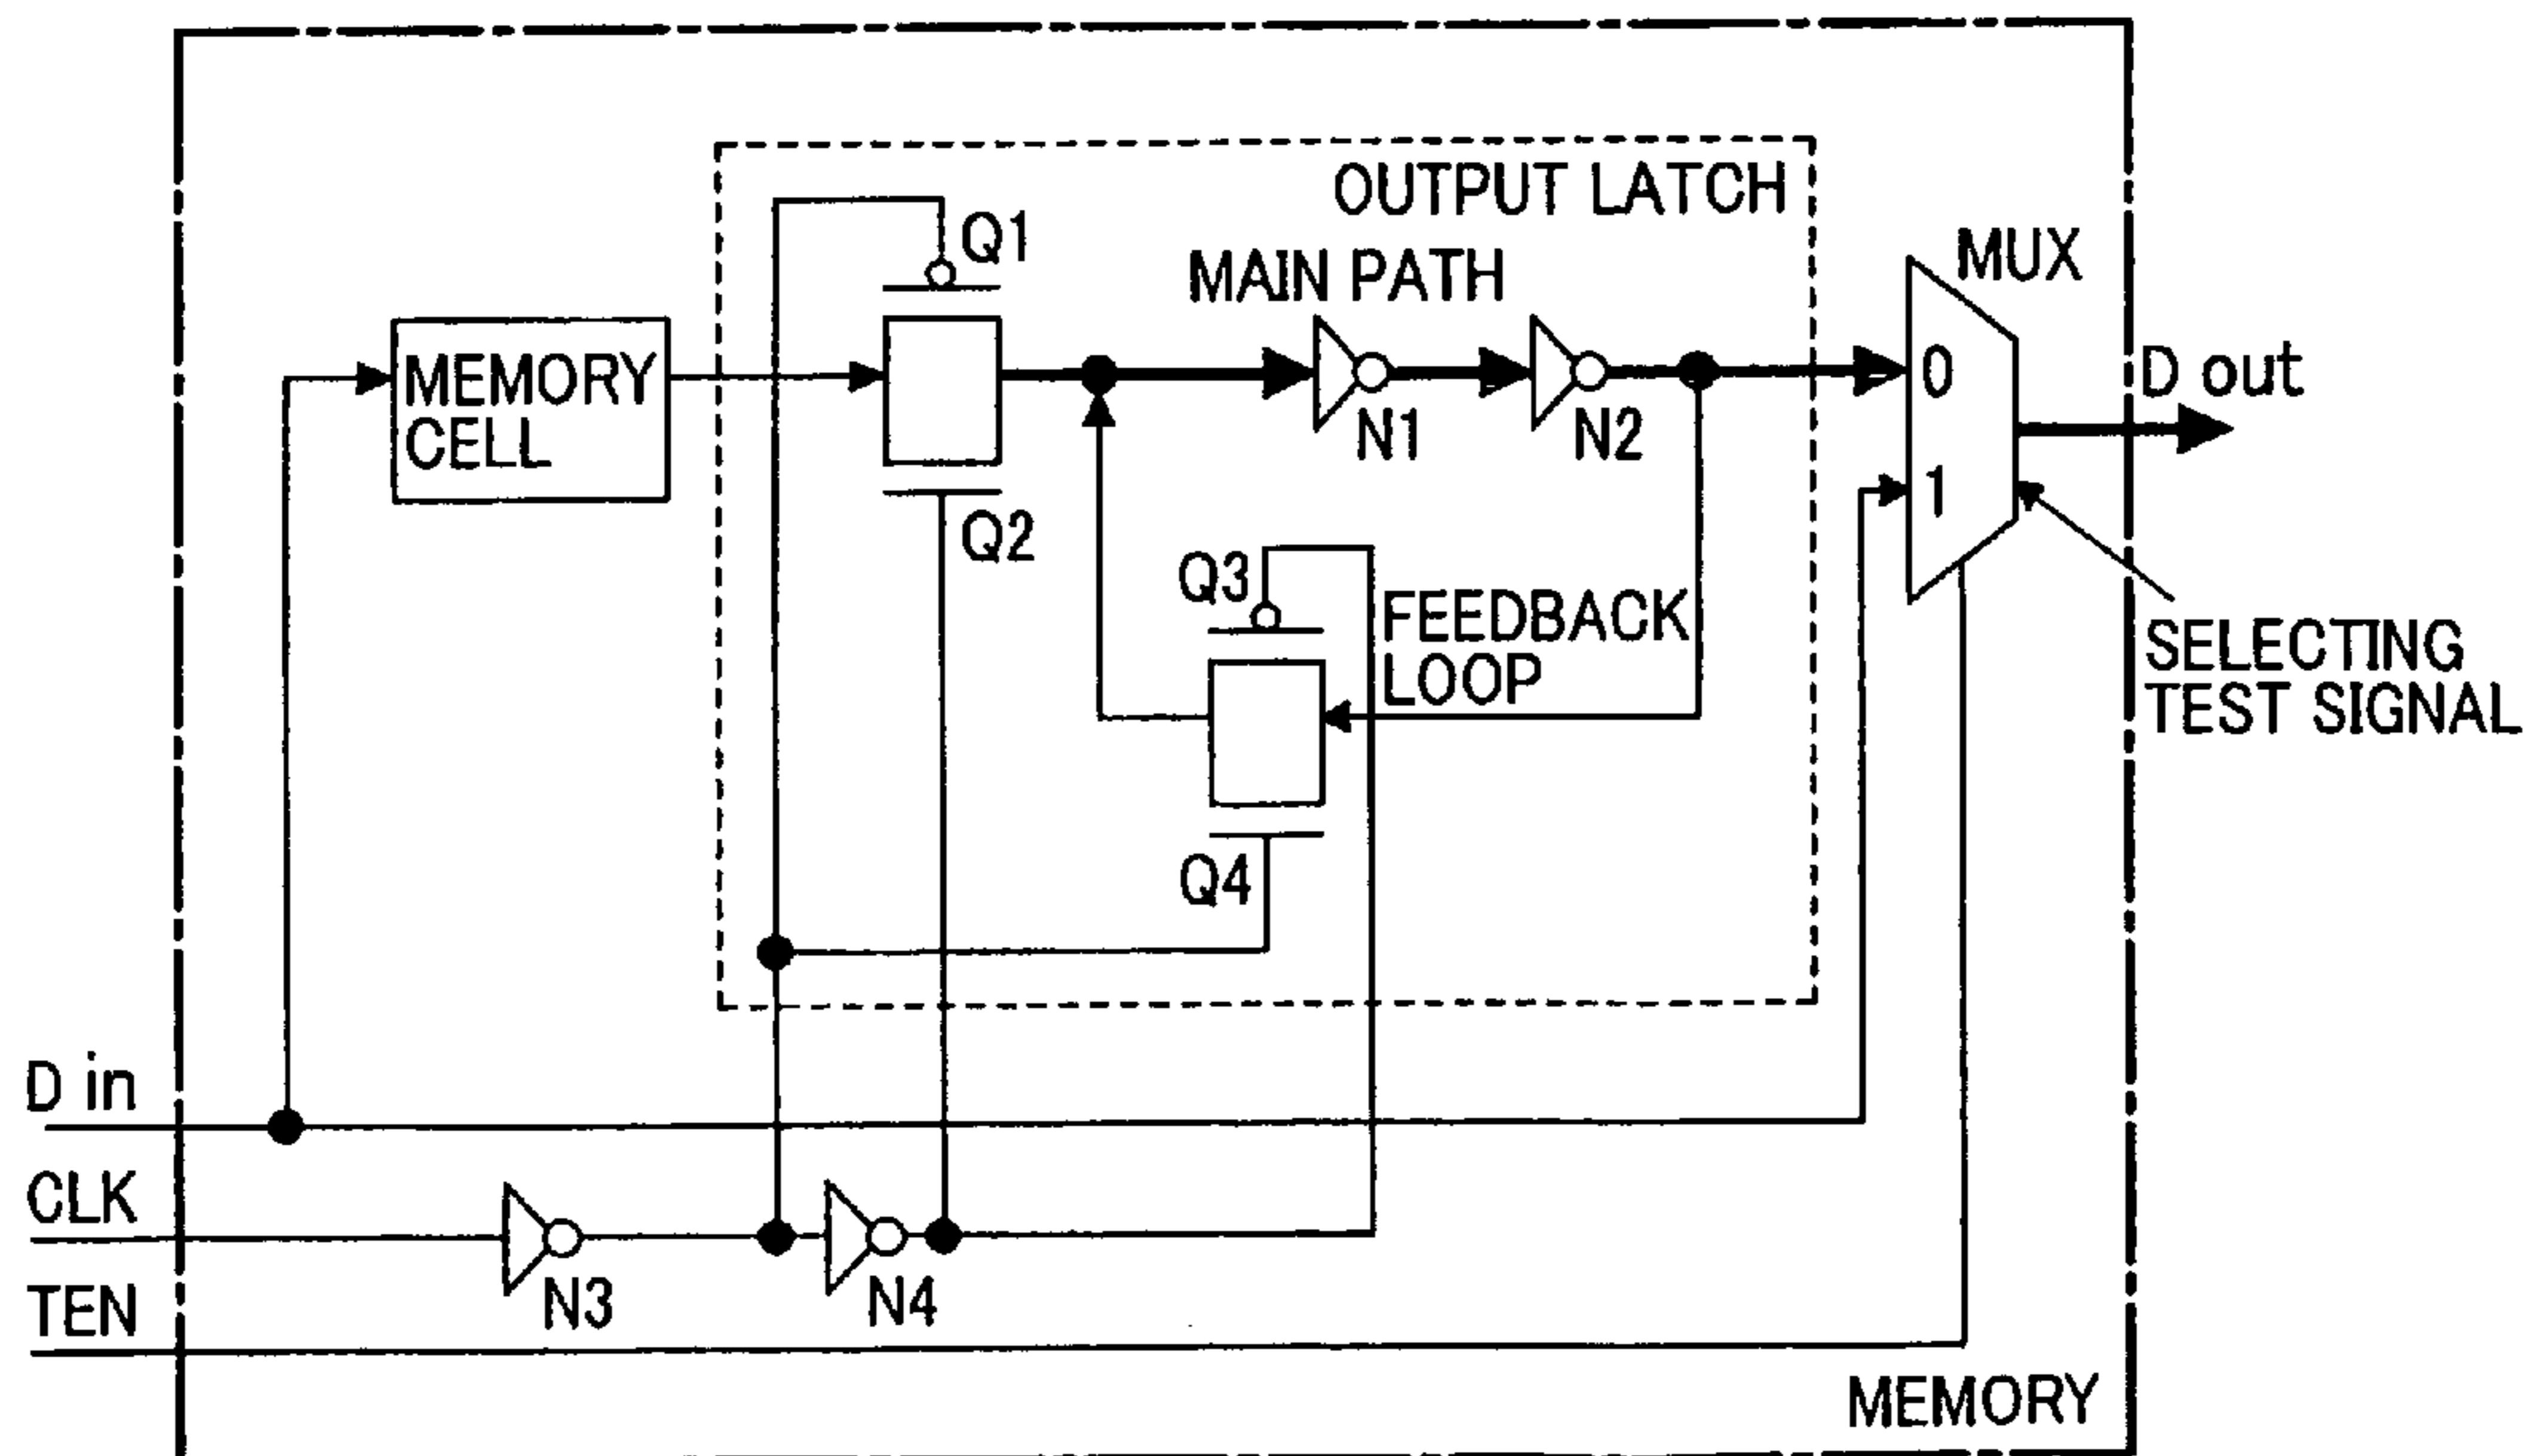 OUTPUT LATCH
Q1
MAIN PATH
MUX
MEMORY
CELL
0
D out
N1
N2
1
Q2
Q3
FEEDBACK
LOOP
SELECTING
TEST SIGNAL
Q4
D in
CLK
N3
N4
TEN
MEMORY